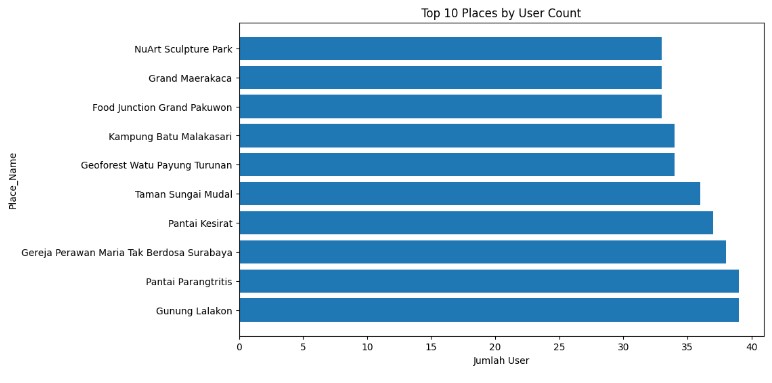 Top 10 Places by User Count
Place_Name
NuArt Sculpture Park
Grand Maerakaca
Food Junction Grand Pakuwon
Kampung Batu Malakasari
Geoforest Watu Payung Turunan
Taman Sungai Mudal
Pantai Kesirat
Gereja Perawan Maria Tak Berdosa Surabaya
Pantai Parangtritis
Gunung Lalakon
0 5 10 15 20 25 30 35 40
Jumlah User